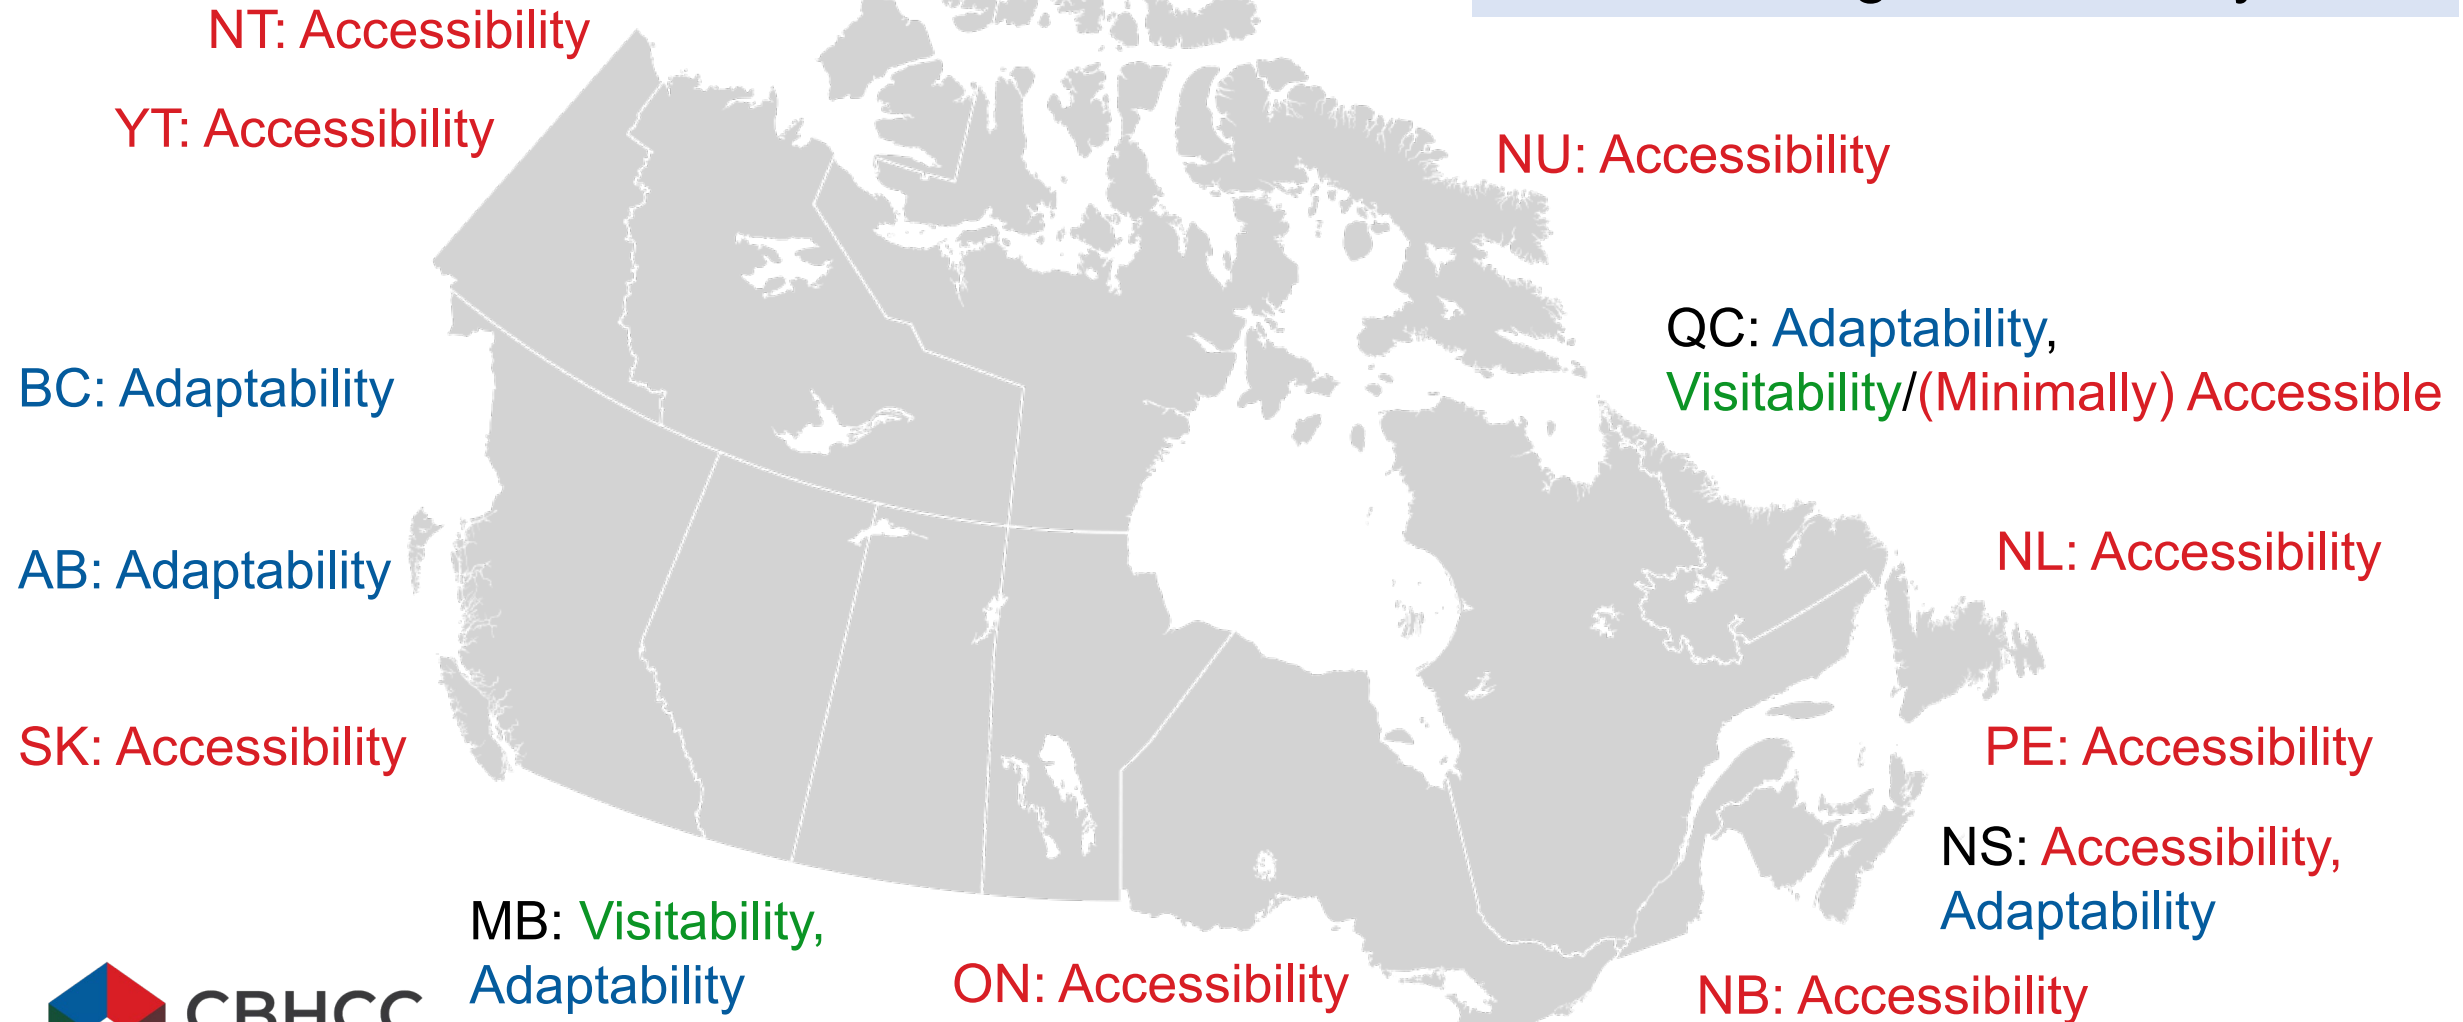 NT: Accessibility
YT: Accessibility
NU: Accessibility
QC: Adaptability,
Visitability/(Minimally) Accessible
BC: Adaptability
AB: Adaptability
NL: Accessibility
SK: Accessibility
PE: Accessibility
NS: Accessibility,
Adaptability
MB: Visitability,
Adaptability
ON: Accessibility
NB: Accessibility
CBHCC